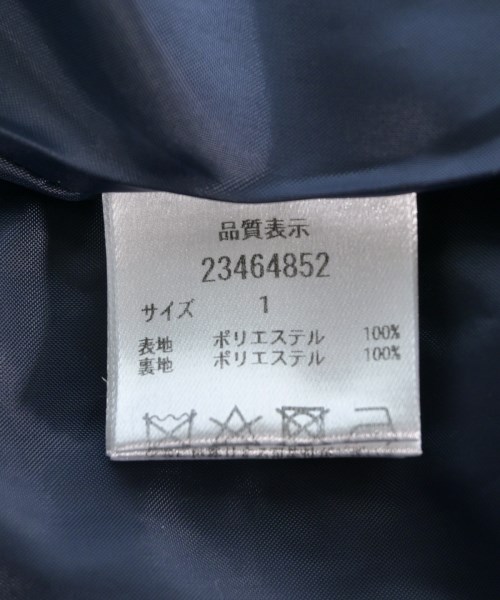 品質表示
23464852
サイズ 1
表地 ポリエステル 100%
裏地 ポリエステル 100%